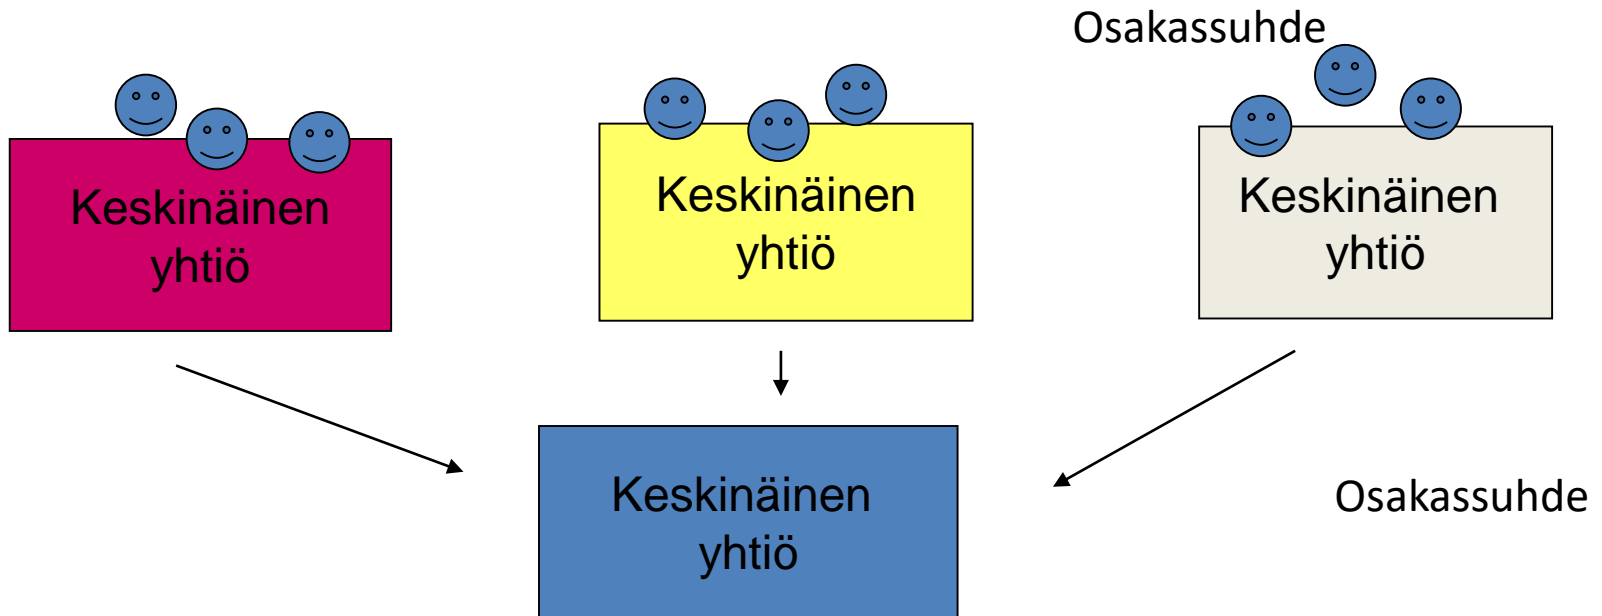 Osakassuhde
Keskinäinen
yhtiö
Keskinäinen
yhtiö
Keskinäinen
yhtiö
Keskinäinen
yhtiö
Osakassuhde